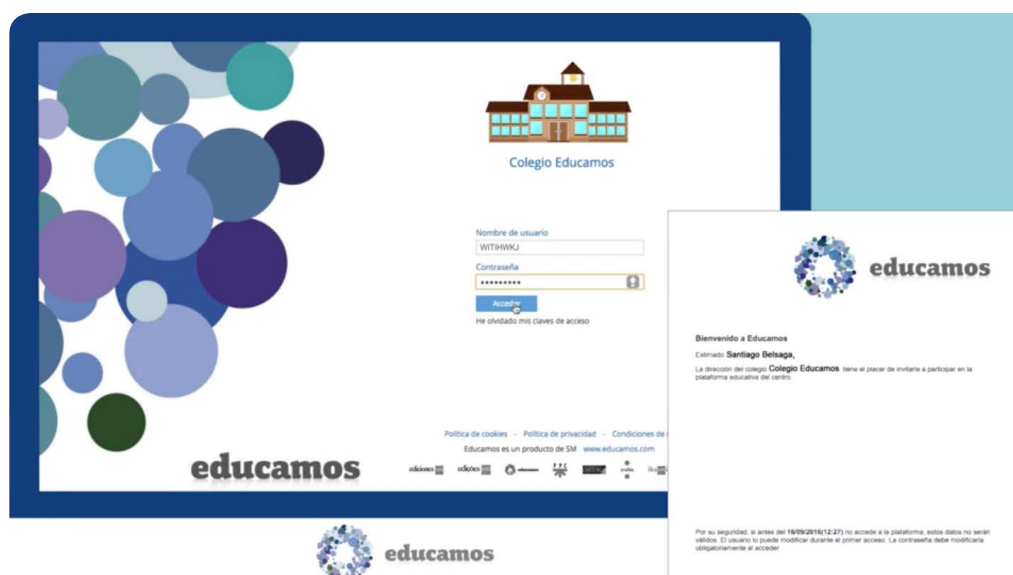 Colegio Educamos
Nombre de usuario
WITIHWKJ
Contraseña
•••••••••
Acceder
He olvidado mis claves de acceso
Política de cookies - Política de privacidad - Condiciones de
Educamos es un producto de SM www.educamos.com
educamos
educamos
educamos
Bienvenido a Educamos
Estimado Santiago Belsaga,
La dirección del colegio Colegio Educamos tiene el placer de invitarle a participar en la
plataforma educativa del centro.
Por su seguridad, si antes del 16/09/2016(12:27) no accede a la plataforma, estos datos no serán
válidos. El usuario lo puede modificar durante el primer acceso. La contraseña debe modificarla
obligatoriamente al acceder